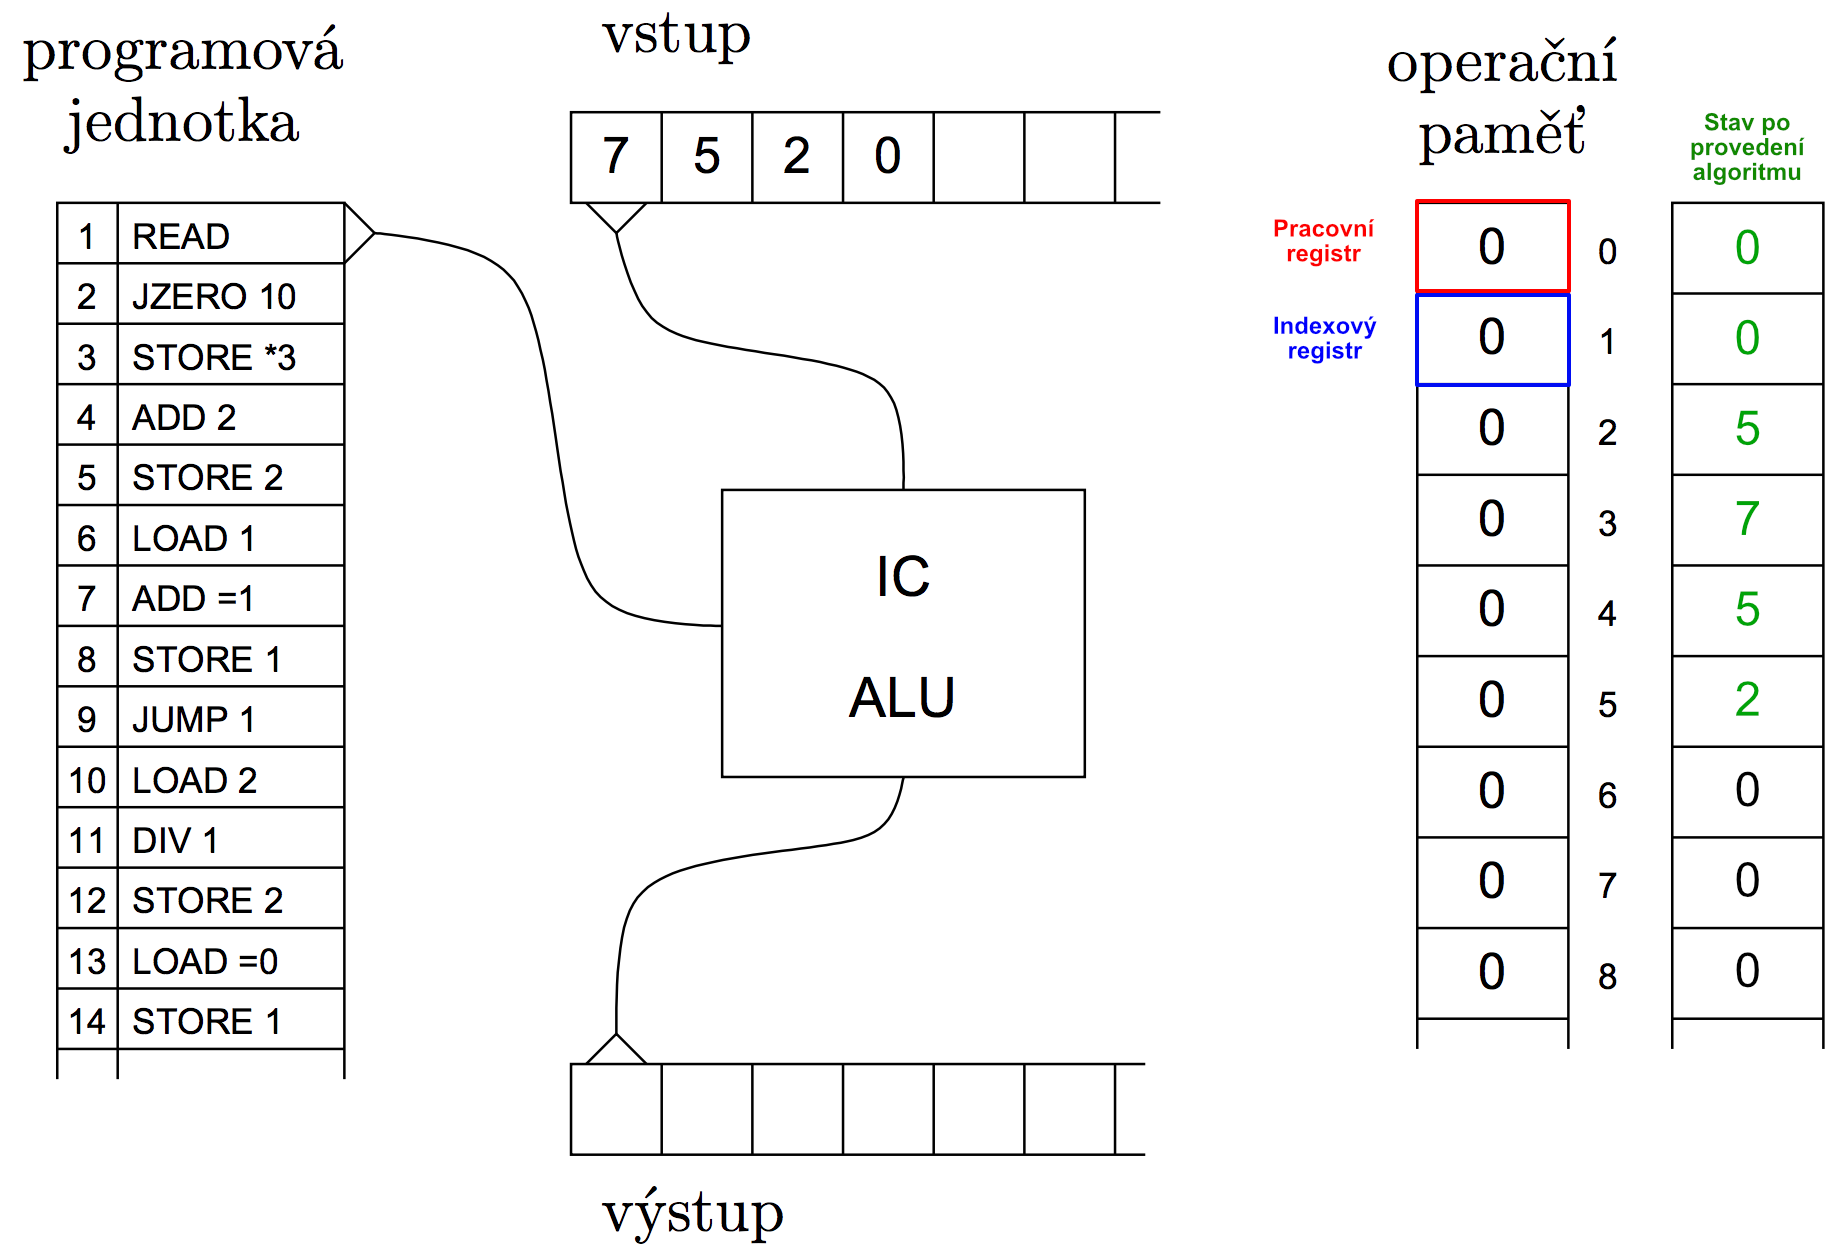 programová
jednotka
1 READ
2 JZERO 10
3 STORE *3
4 ADD 2
5 STORE 2
6 LOAD 1
7 ADD =1
8 STORE 1
9 JUMP 1
10 LOAD 2
11 DIV 1
12 STORE 2
13 LOAD =0
14 STORE 1
vstup
7 5 2 0
IC
ALU
výstup
operační
paměť
Stav po
provedení
algoritmu
Pracovní
registr
0 0 0
Indexový
registr
0 1 0
0 2 5
0 3 7
0 4 5
0 5 2
0 6 0
0 7 0
0 8 0